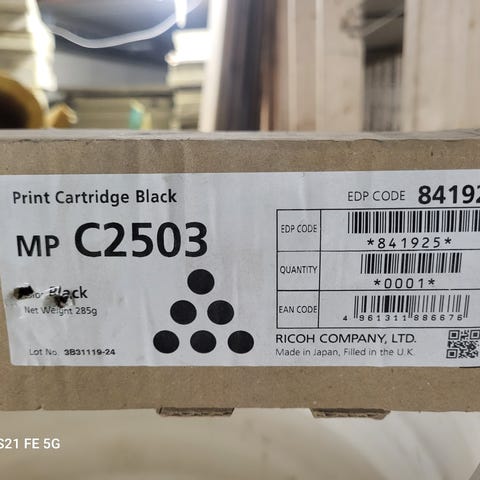 Print Cartridge Black
EDP CODE 84192
MP C2503
EDP CODE
*841925*
QUANTITY
*0001*
EAN CODE
4 961311 886676
Black
Net Weight 285g
RICOH COMPANY, LTD.
Made in Japan, Filled in the U.K.
Lot No. 3B31119-24
S21 FE 5G